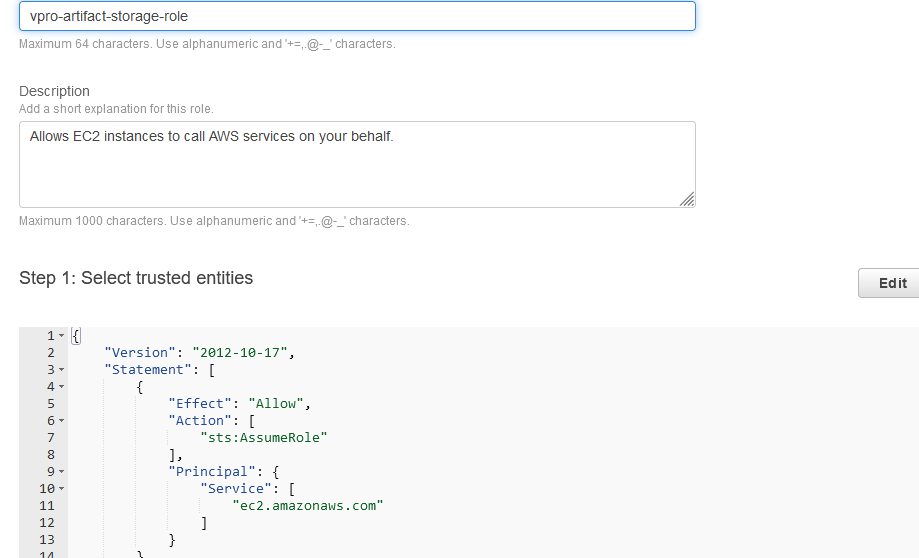 vpro-artifact-storage-role
Maximum 64 characters. Use alphanumeric and '+=,.@-_' characters.
Description
Add a short explanation for this role.
Allows EC2 instances to call AWS services on your behalf.
Maximum 1000 characters. Use alphanumeric and '+=,.@-_' characters.
Step 1: Select trusted entities
Edit
1 {
2     "Version": "2012-10-17",
3     "Statement": [
4         {
5             "Effect": "Allow",
6             "Action": [
7                 "sts:AssumeRole"
8             ],
9             "Principal": {
10                 "Service": [
11                     "ec2.amazonaws.com"
12                 ]
13             }
14         }